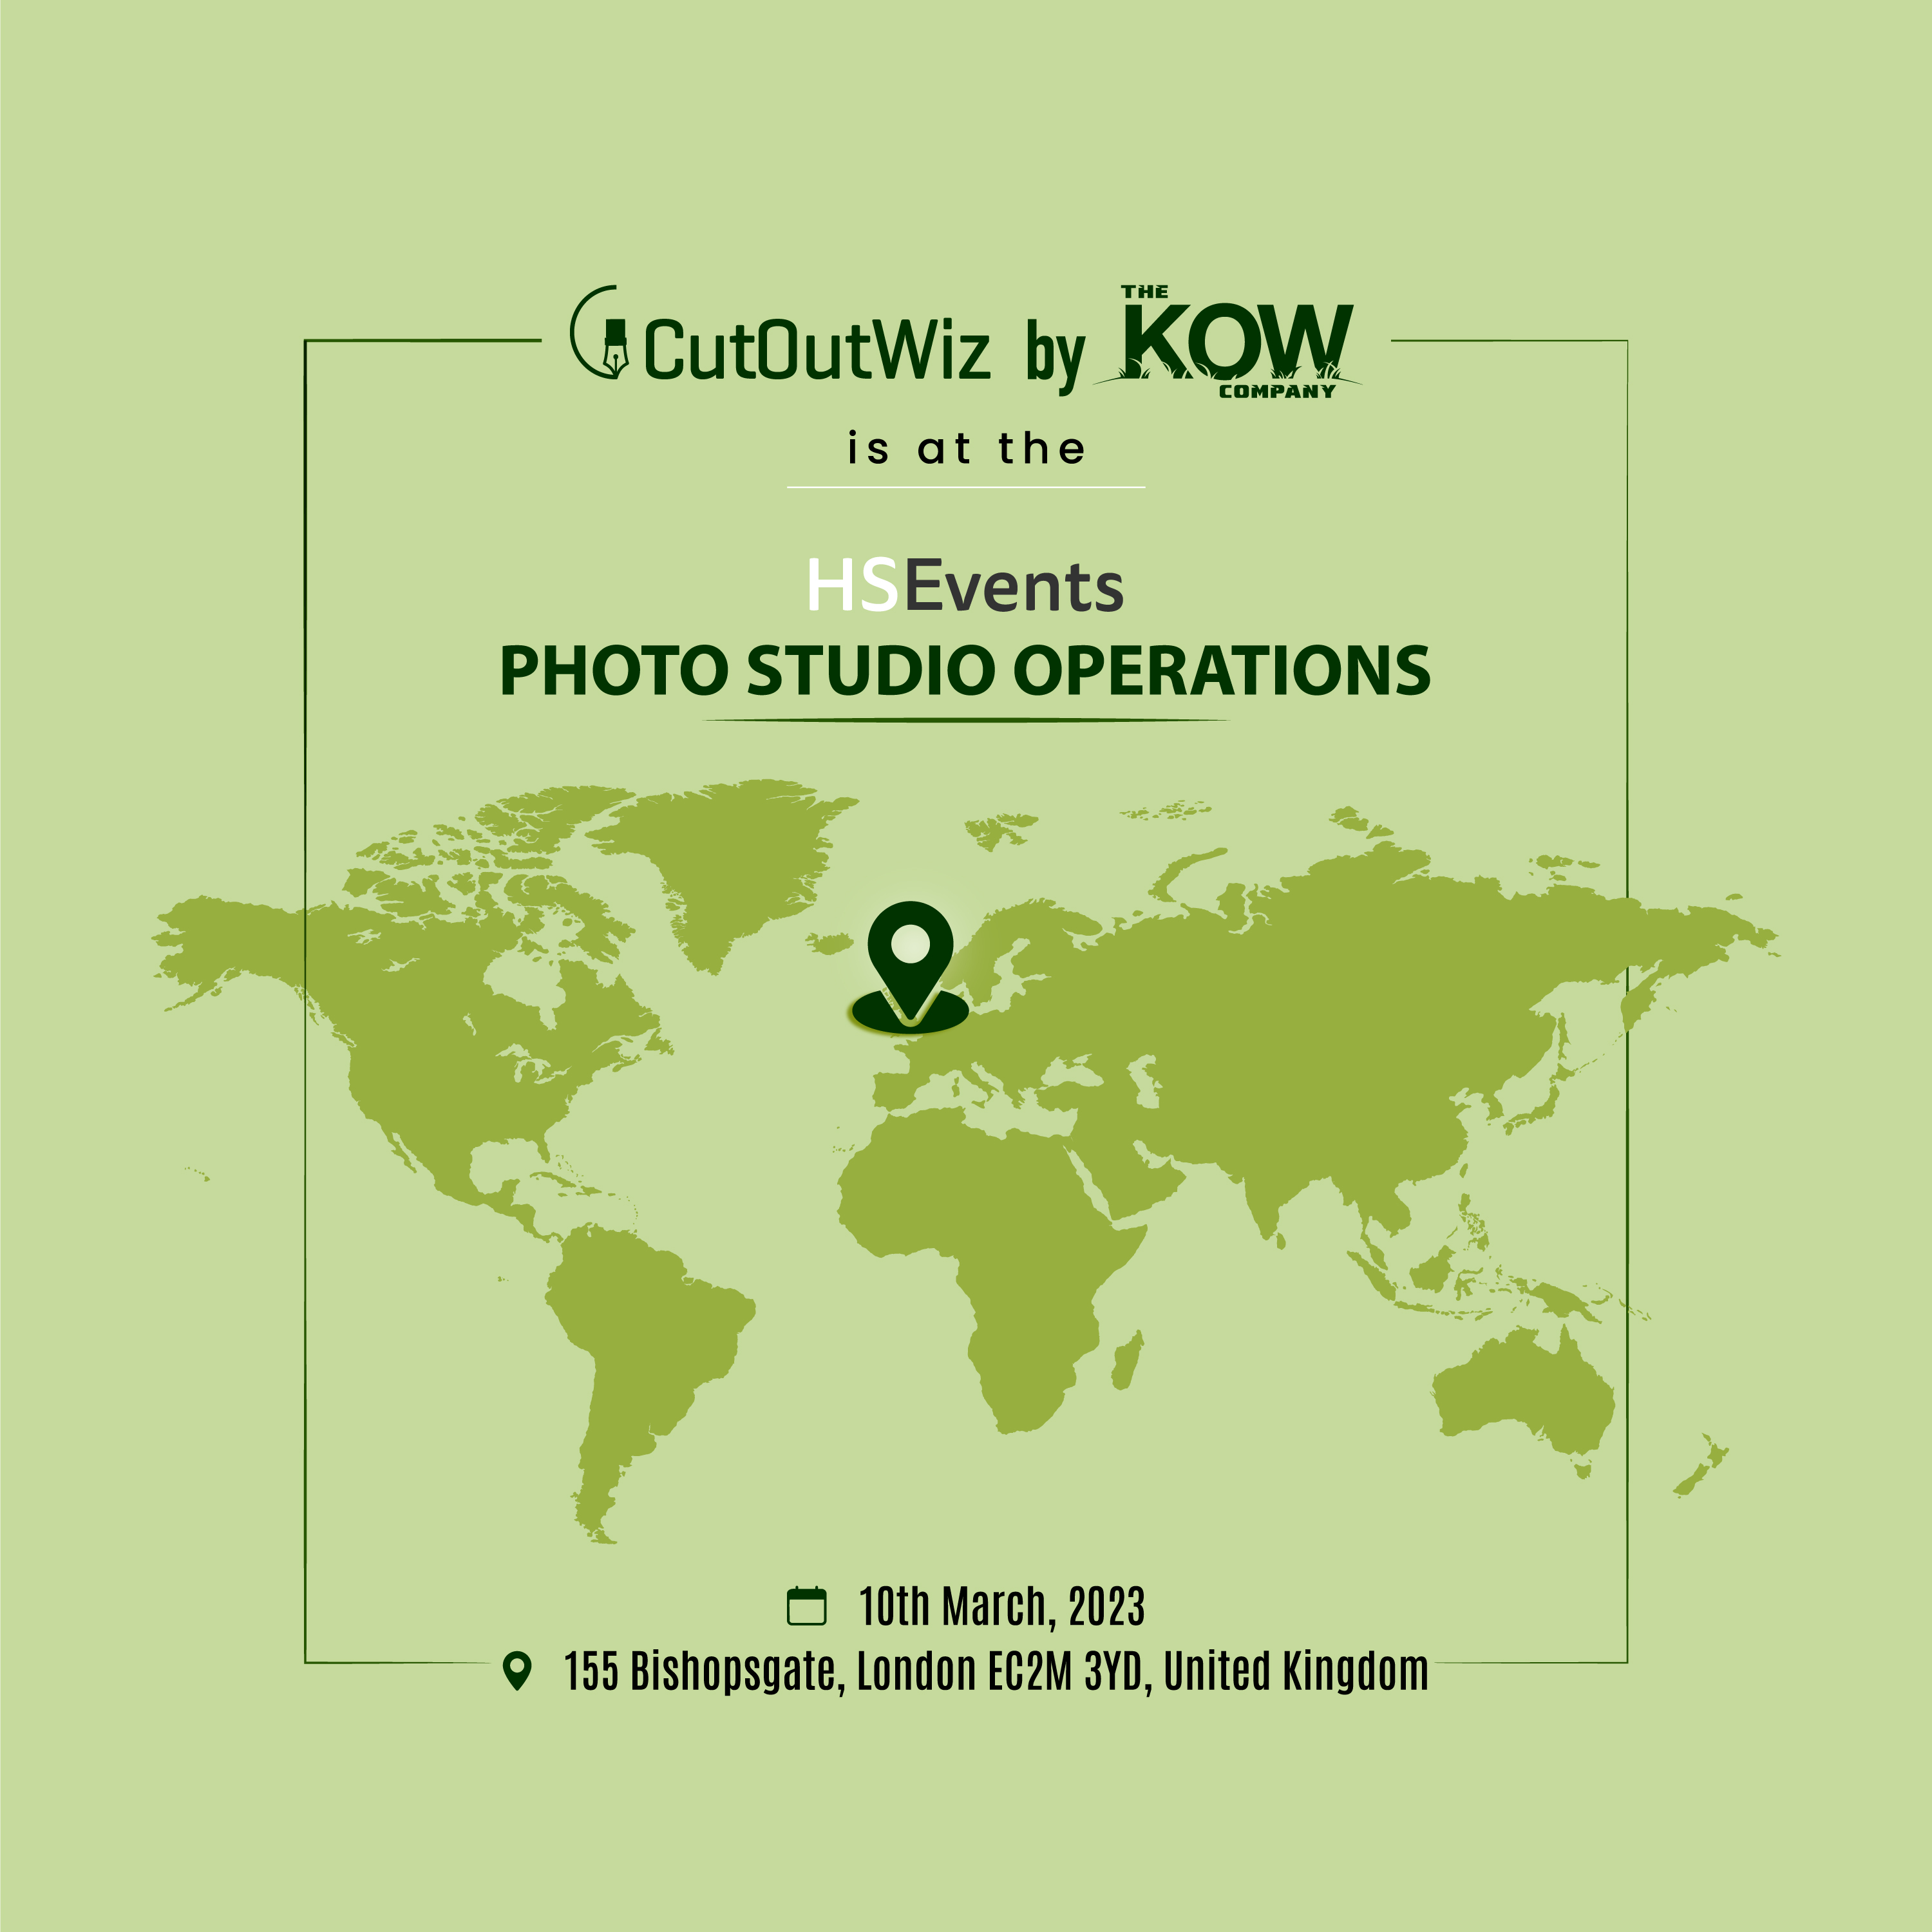 CutOutWiz by THE KOW COMPANY
is at the
HSEvents
PHOTO STUDIO OPERATIONS
10th March, 2023
155 Bishopsgate, London EC2M 3YD, United Kingdom